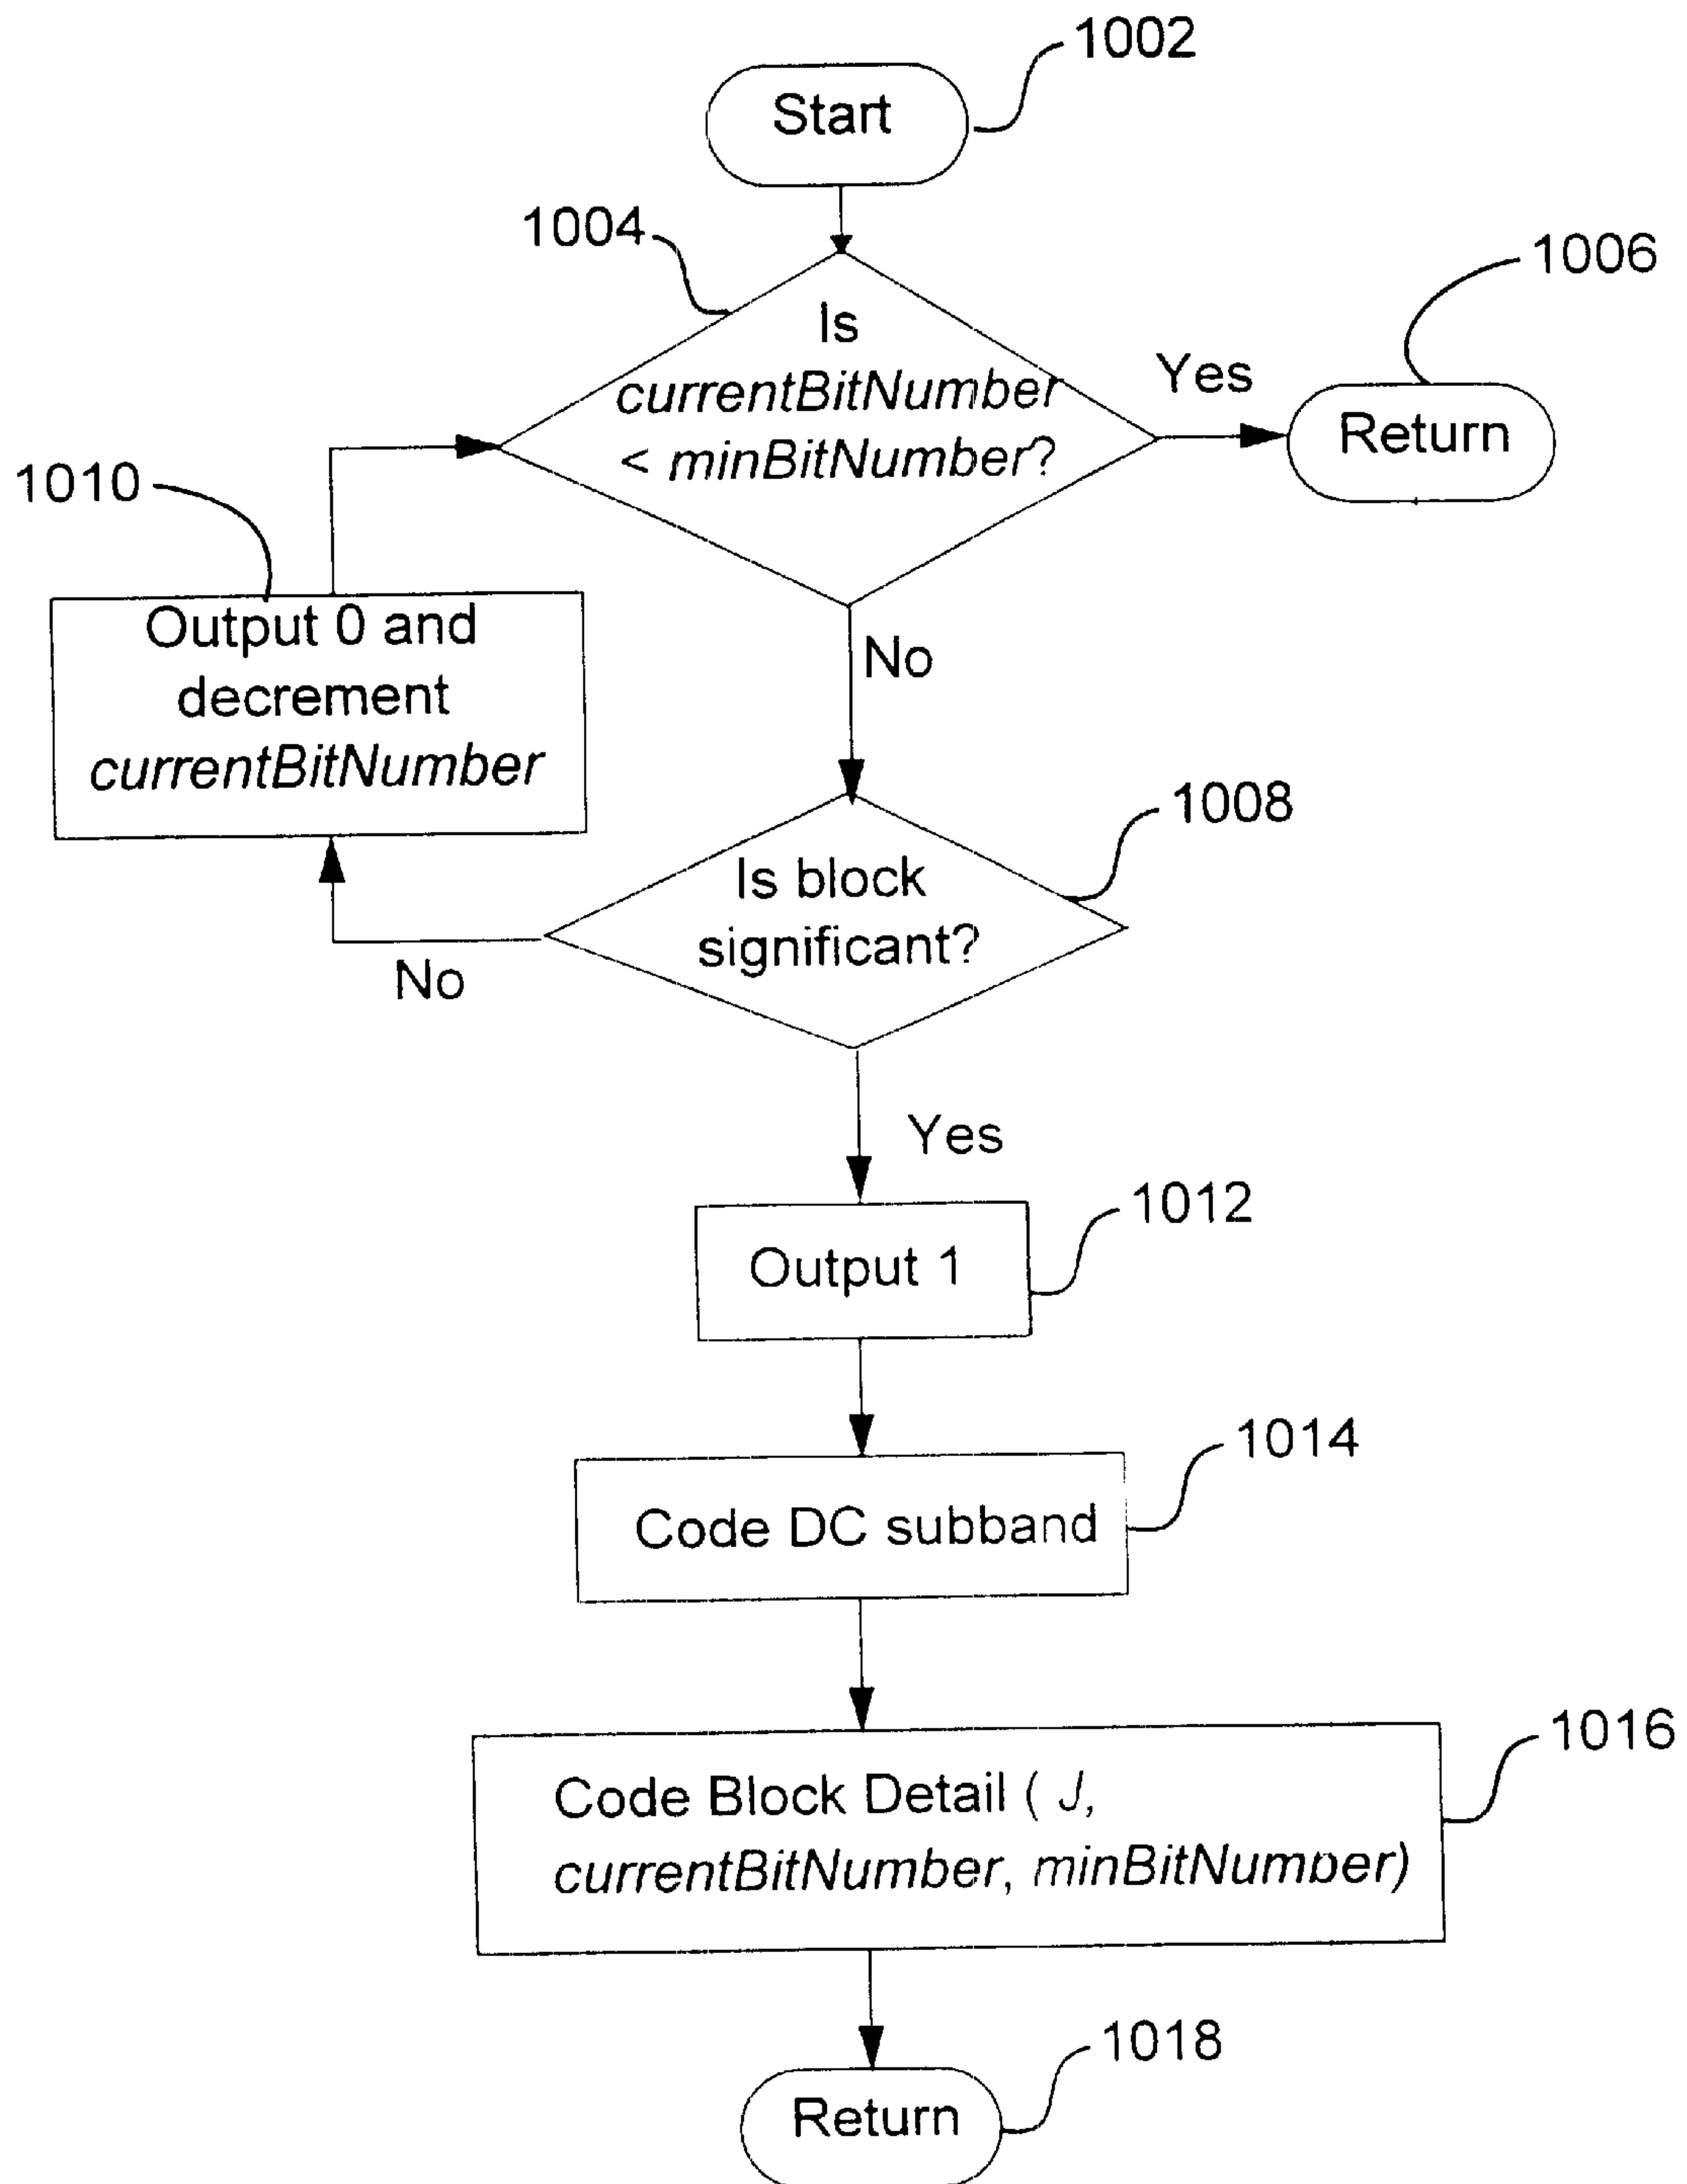 1002
Start
1004
1006
Is
currentBitNumber
< minBitNumber?
Yes
Return
1010
Output 0 and
decrement
currentBitNumber
No
1008
Is block
significant?
No
Yes
1012
Output 1
1014
Code DC subband
1016
Code Block Detail ( J,
currentBitNumber, minBitNumber)
1018
Return